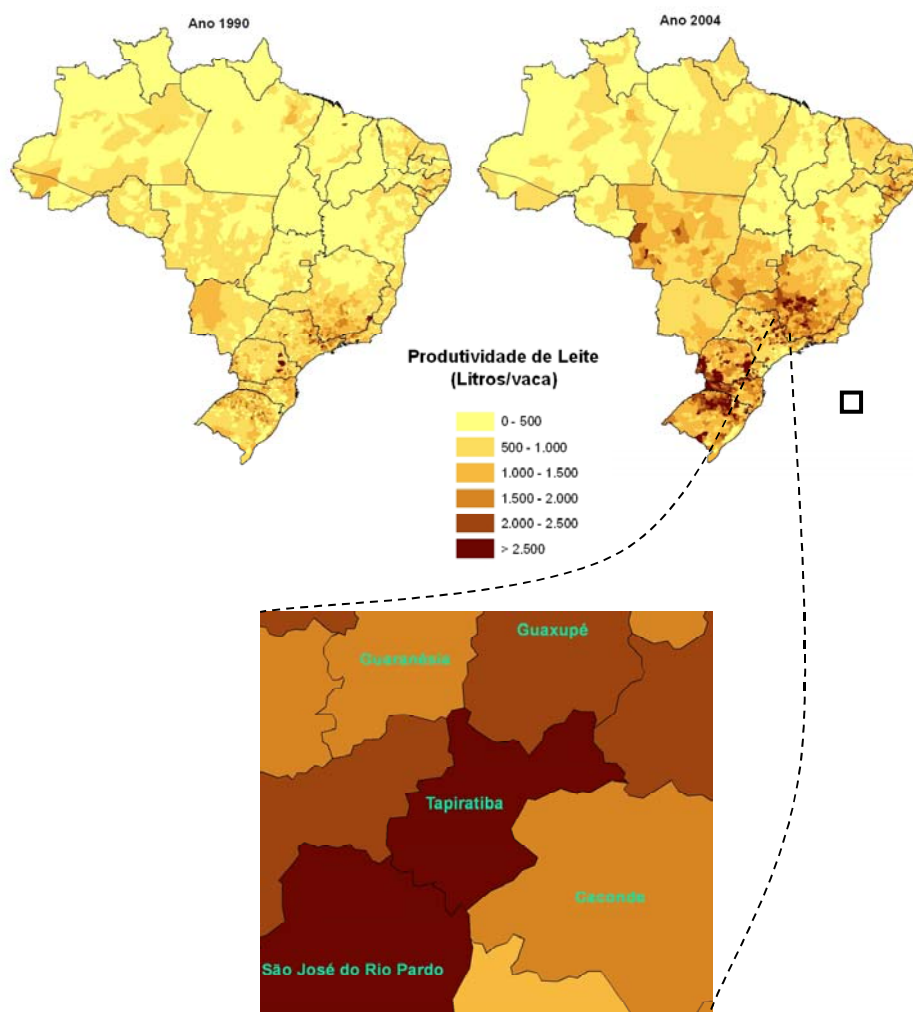 Ano 1990
Ano 2004
Produtividade de Leite
(Litros/vaca)
0 - 500
500 - 1.000
1.000 - 1.500
1.500 - 2.000
2.000 - 2.500
> 2.500
Guaxupé
Guaranésia
Tapiratiba
Caconde
São José do Rio Pardo